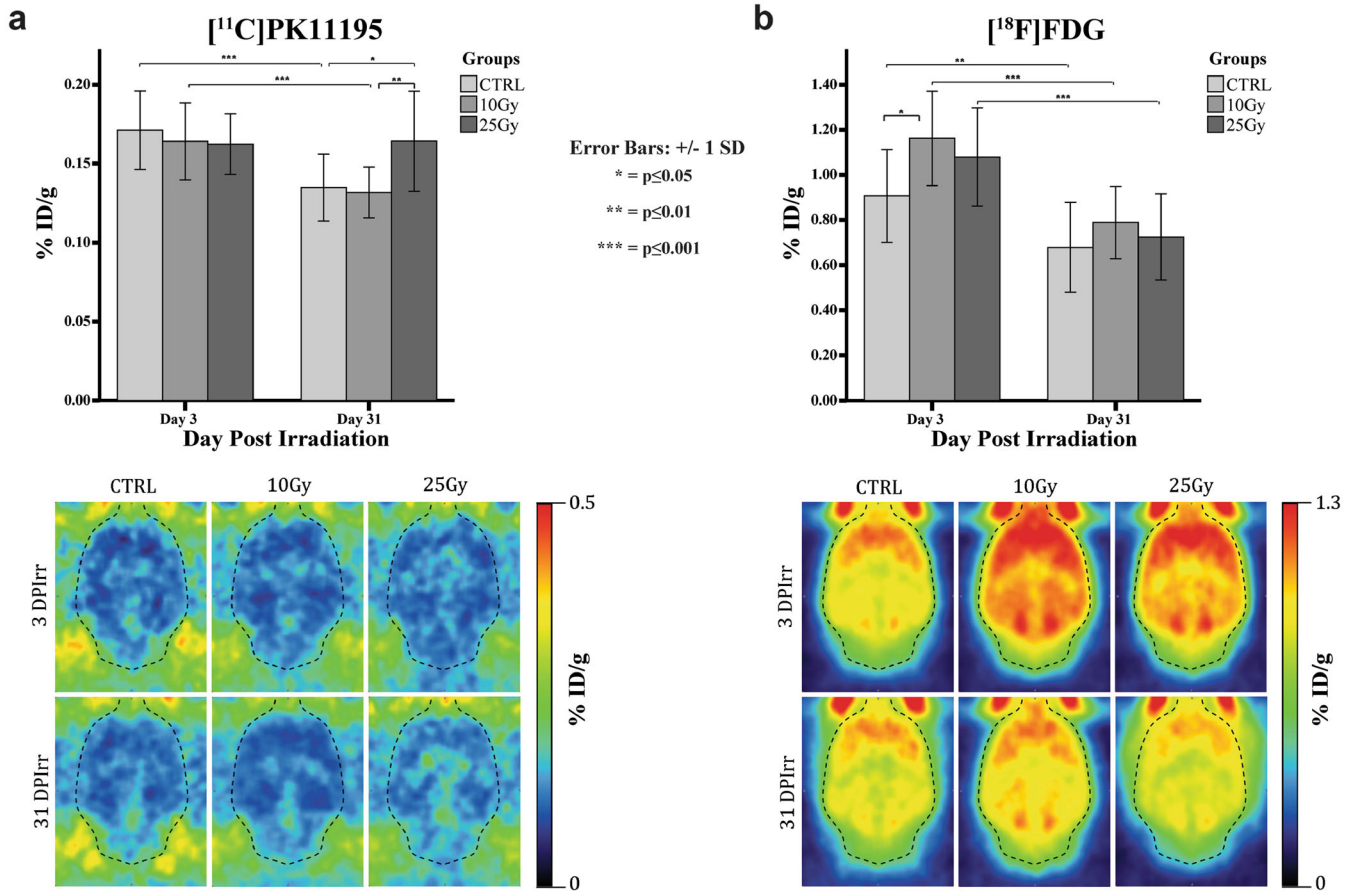 a
[¹¹C]PK11195
Groups
CTRL
10Gy
25Gy
% ID/g
0.20
0.15
0.10
0.05
0.00
*** *
*** **
Day 3 Day 31
Day Post Irradiation
Error Bars: +/- 1 SD
* = p≤0.05
** = p≤0.01
*** = p≤0.001
b
[¹⁸F]FDG
Groups
CTRL
10Gy
25Gy
% ID/g
1.40
1.20
1.00
0.80
0.60
0.40
0.20
0.00
**
***
***
*
Day 3 Day 31
Day Post Irradiation
CTRL 10Gy 25Gy
3 DPIrr
31 DPIrr
0.5
% ID/g
0
CTRL 10Gy 25Gy
3 DPIrr
31 DPIrr
1.3
% ID/g
0